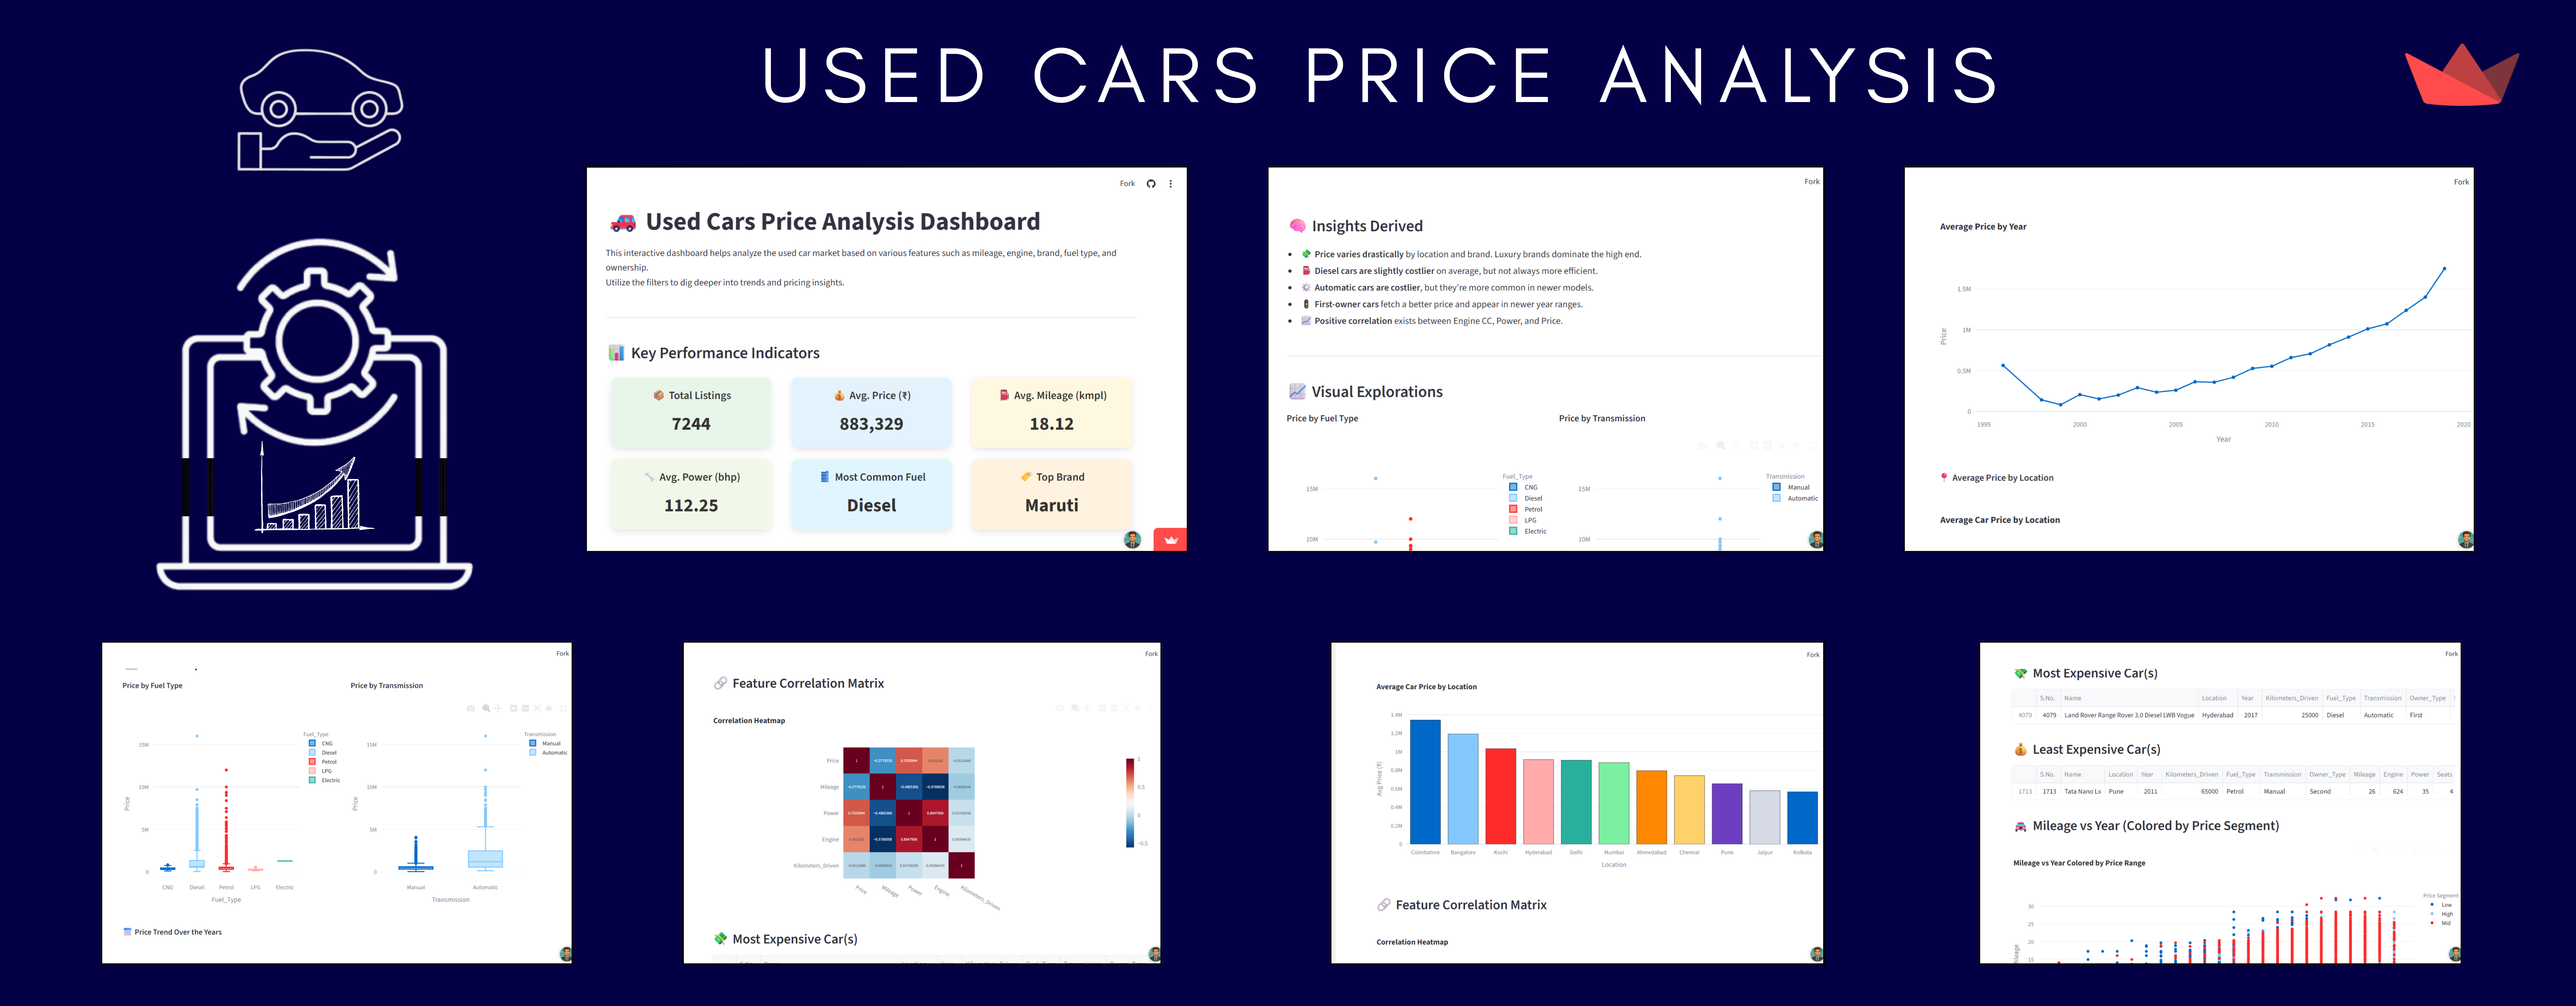 USED CARS PRICE ANALYSIS
Fork
Used Cars Price Analysis Dashboard
This interactive dashboard helps analyze the used car market based on various features such as mileage, engine, brand, fuel type, and
ownership.
Utilize the filters to dig deeper into trends and pricing insights.
Key Performance Indicators
Total Listings
7244
Avg. Price (₹)
883,329
Avg. Mileage (kmpl)
18.12
Avg. Power (bhp)
112.25
Most Common Fuel
Diesel
Top Brand
Maruti
Fork
Insights Derived
Price varies drastically by location and brand. Luxury brands dominate the high end.
Diesel cars are slightly costlier on average, but not always more efficient.
Automatic cars are costlier, but they're more common in newer models.
First-owner cars fetch a better price and appear in newer year ranges.
Positive correlation exists between Engine CC, Power, and Price.
Visual Explorations
Price by Fuel Type
15M
10M
Fuel_Type
CNG
Diesel
Petrol
LPG
Electric
Price by Transmission
15M
10M
Transmission
Manual
Automatic
Fork
Average Price by Year
Price
1.5M
1M
0.5M
0
1995 2000 2005 2010 2015 2020
Year
Average Price by Location
Average Car Price by Location
Fork
Price by Fuel Type
Price
15M
10M
5M
0
CNG Diesel Petrol LPG Electric
Fuel_Type
Fuel_Type
CNG
Diesel
Petrol
LPG
Electric
Price by Transmission
Price
15M
10M
5M
0
Manual Automatic
Transmission
Transmission
Manual
Automatic
Price Trend Over the Years
Fork
Feature Correlation Matrix
Correlation Heatmap
Price
Mileage
Power
Engine
Kilometers_Driven
Price Mileage Power Engine Kilometers_Driven
1
1
1
1
1
1
0.5
0
−0.5
Most Expensive Car(s)
Fork
Average Car Price by Location
Avg Price (₹)
1.4M
1.2M
1M
0.8M
0.6M
0.4M
0.2M
0
Coimbatore Bangalore Kochi Hyderabad Delhi Mumbai Ahmedabad Chennai Pune Jaipur Kolkata
Location
Feature Correlation Matrix
Correlation Heatmap
Fork
Most Expensive Car(s)
S.No. Name Location Year Kilometers_Driven Fuel_Type Transmission Owner_Type
4079 4079 Land Rover Range Rover 3.0 Diesel LWB Vogue Hyderabad 2017 25000 Diesel Automatic First
Least Expensive Car(s)
S.No. Name Location Year Kilometers_Driven Fuel_Type Transmission Owner_Type Mileage Engine Power Seats
1713 1713 Tata Nano Lx Pune 2011 65000 Petrol Manual Second 26 624 35 4
Mileage vs Year (Colored by Price Segment)
Mileage vs Year Colored by Price Range
30
25
20
15
Price Segment
Low
High
Mid